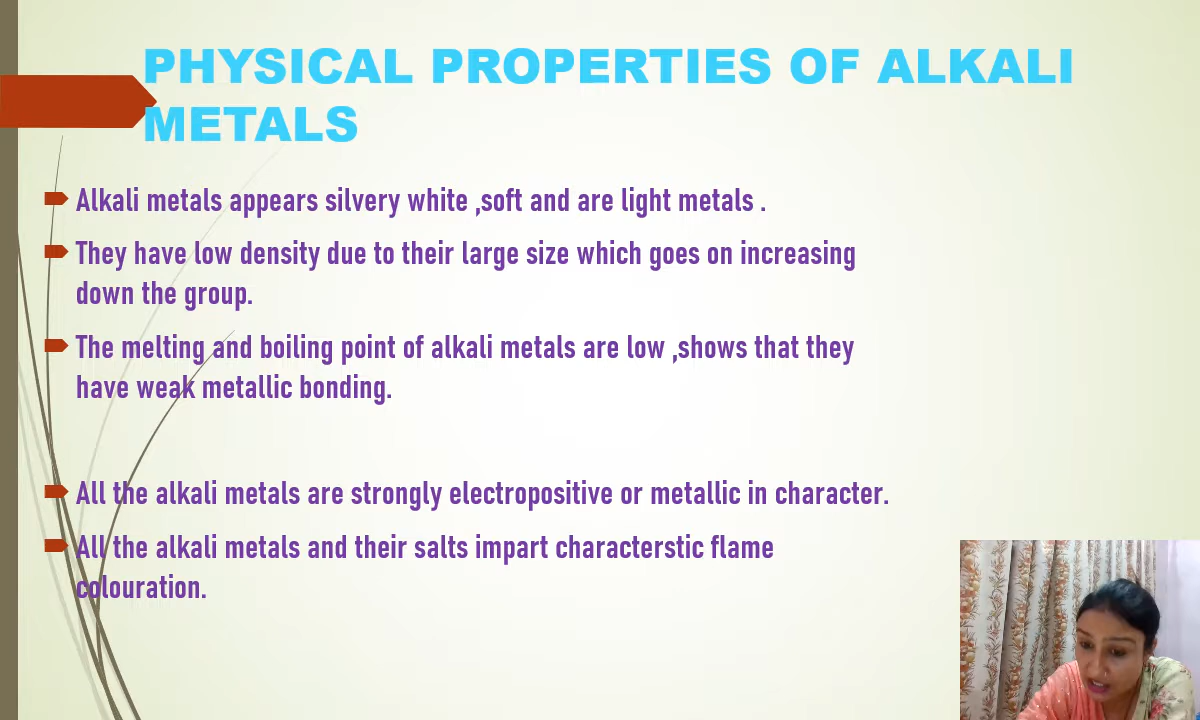 PHYSICAL PROPERTIES OF ALKALI
METALS
Alkali metals appears silvery white ,soft and are light metals .
They have low density due to their large size which goes on increasing
down the group.
The melting and boiling point of alkali metals are low ,shows that they
have weak metallic bonding.
All the alkali metals are strongly electropositive or metallic in character.
All the alkali metals and their salts impart characterstic flame
colouration.